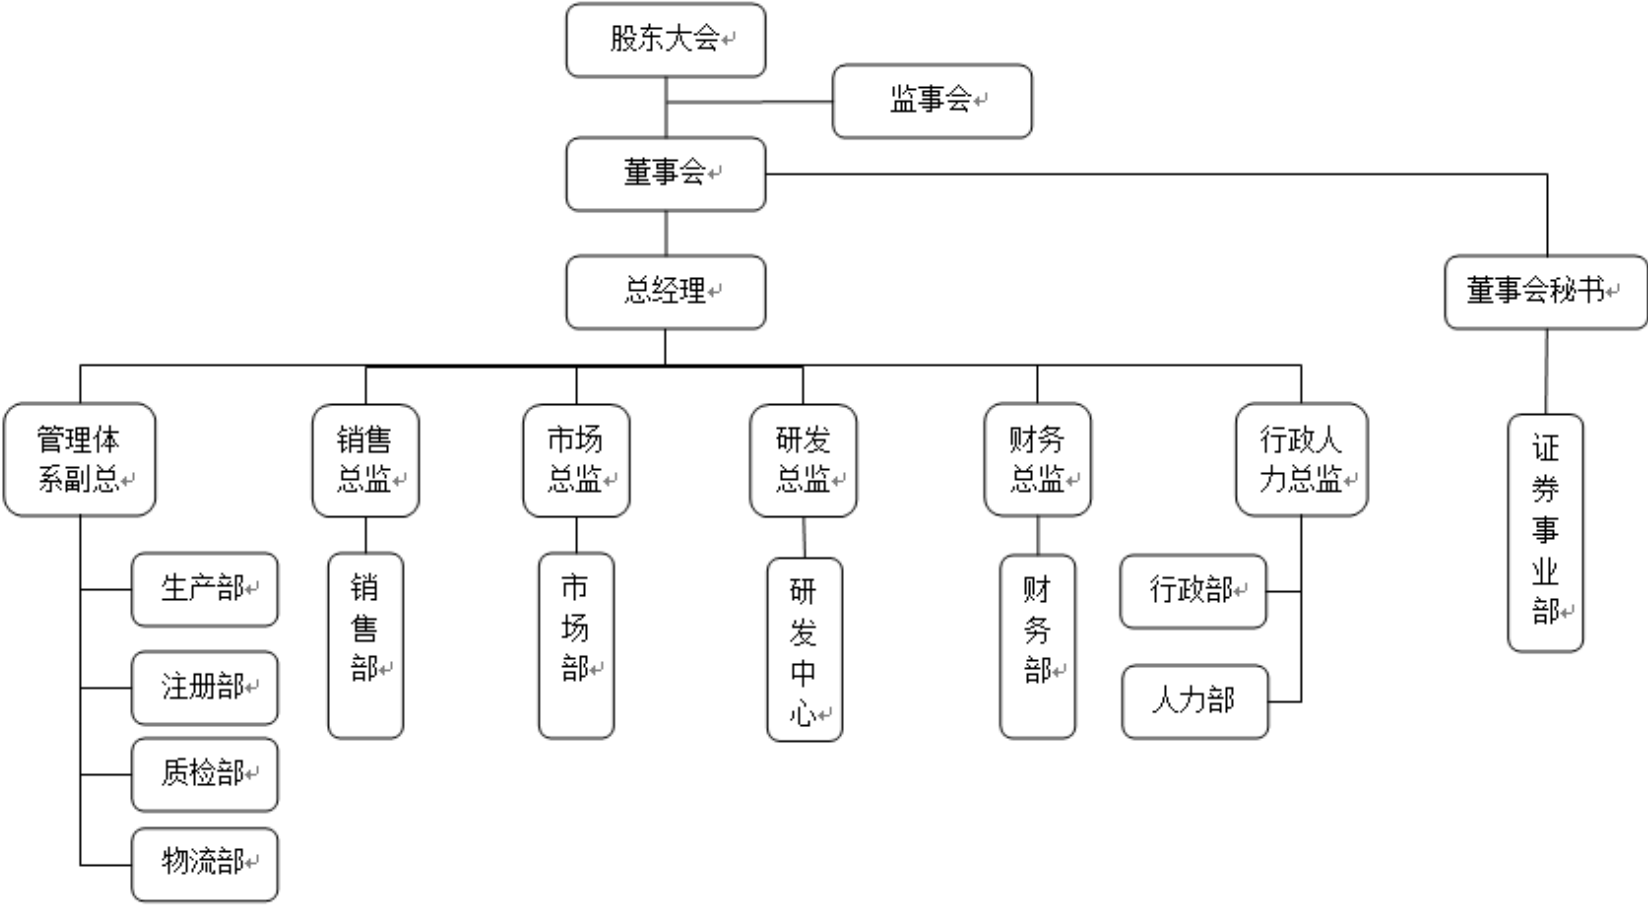 股东大会
监事会
董事会
总经理
董事会秘书
管理体
系副总
销售
总监
市场
总监
研发
总监
财务
总监
行政人
力总监
证
券
事
业
部
生产部
注册部
质检部
物流部
销
售
部
市
场
部
研
发
中
心
财
务
部
行政部
人力部